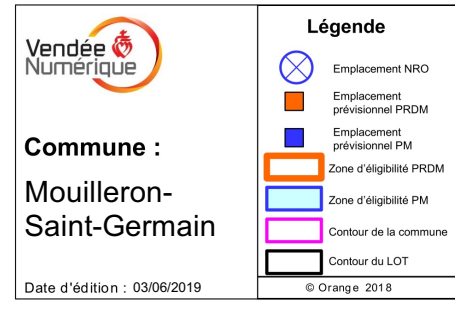 Vendée
Numérique
Commune :
Mouilleron-
Saint-Germain
Date d'édition : 03/06/2019
Légende
Emplacement NRO
Emplacement
prévisionnel PRDM
Emplacement
prévisionnel PM
Zone d'éligibilité PRDM
Zone d'éligibilité PM
Contour de la commune
Contour du LOT
© Orange 2018